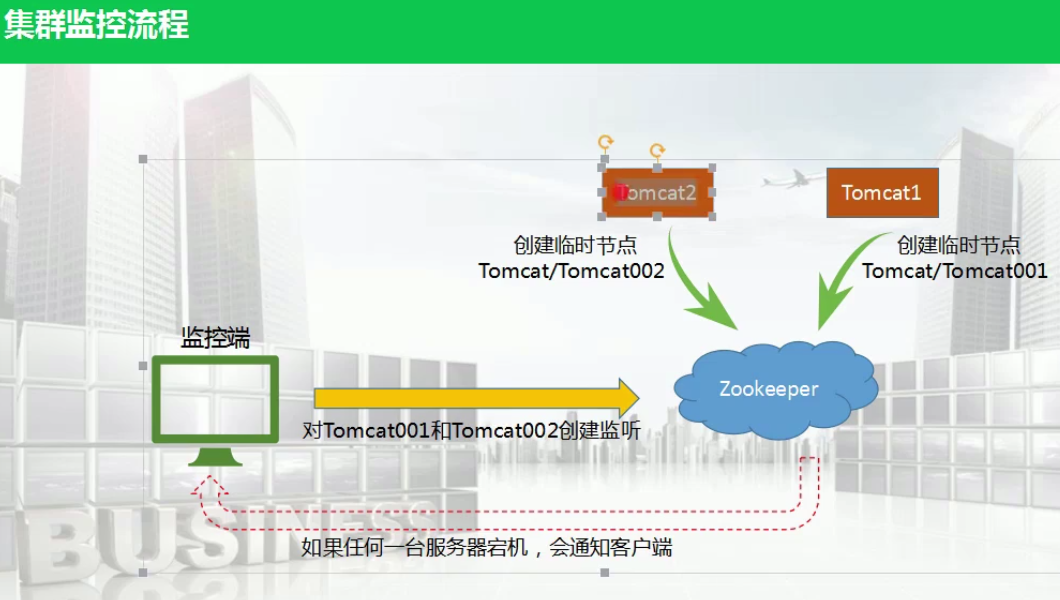 集群监控流程
Tomcat2
Tomcat1
创建临时节点
Tomcat/Tomcat002
创建临时节点
Tomcat/Tomcat001
监控端
Zookeeper
对Tomcat001和Tomcat002创建监听
BUSINESS
如果任何一台服务器宕机，会通知客户端